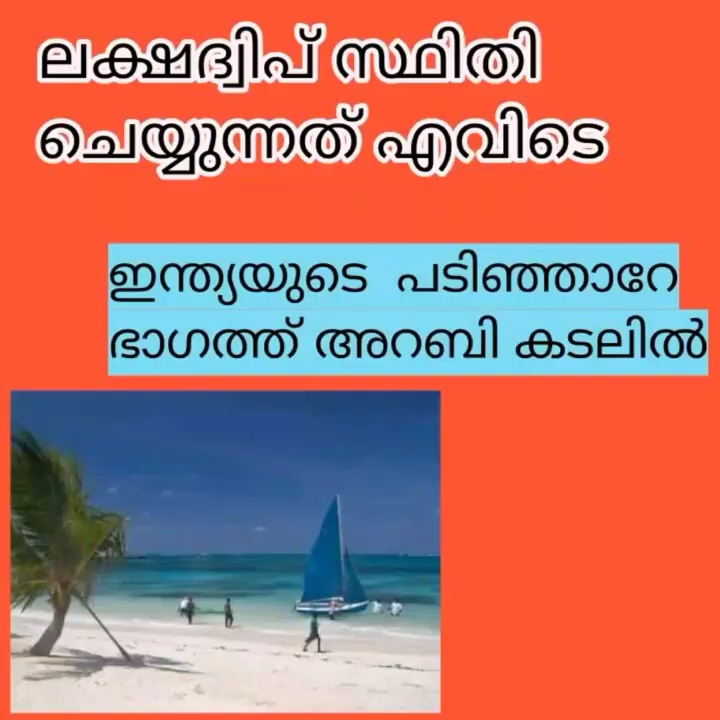 ലക്ഷദ്വിപ് സ്ഥിതി
ചെയ്യുന്നത് എവിടെ
ഇന്ത്യയുടെ പടിഞ്ഞാറേ
ഭാഗത്ത് അറബി കടലിൽ